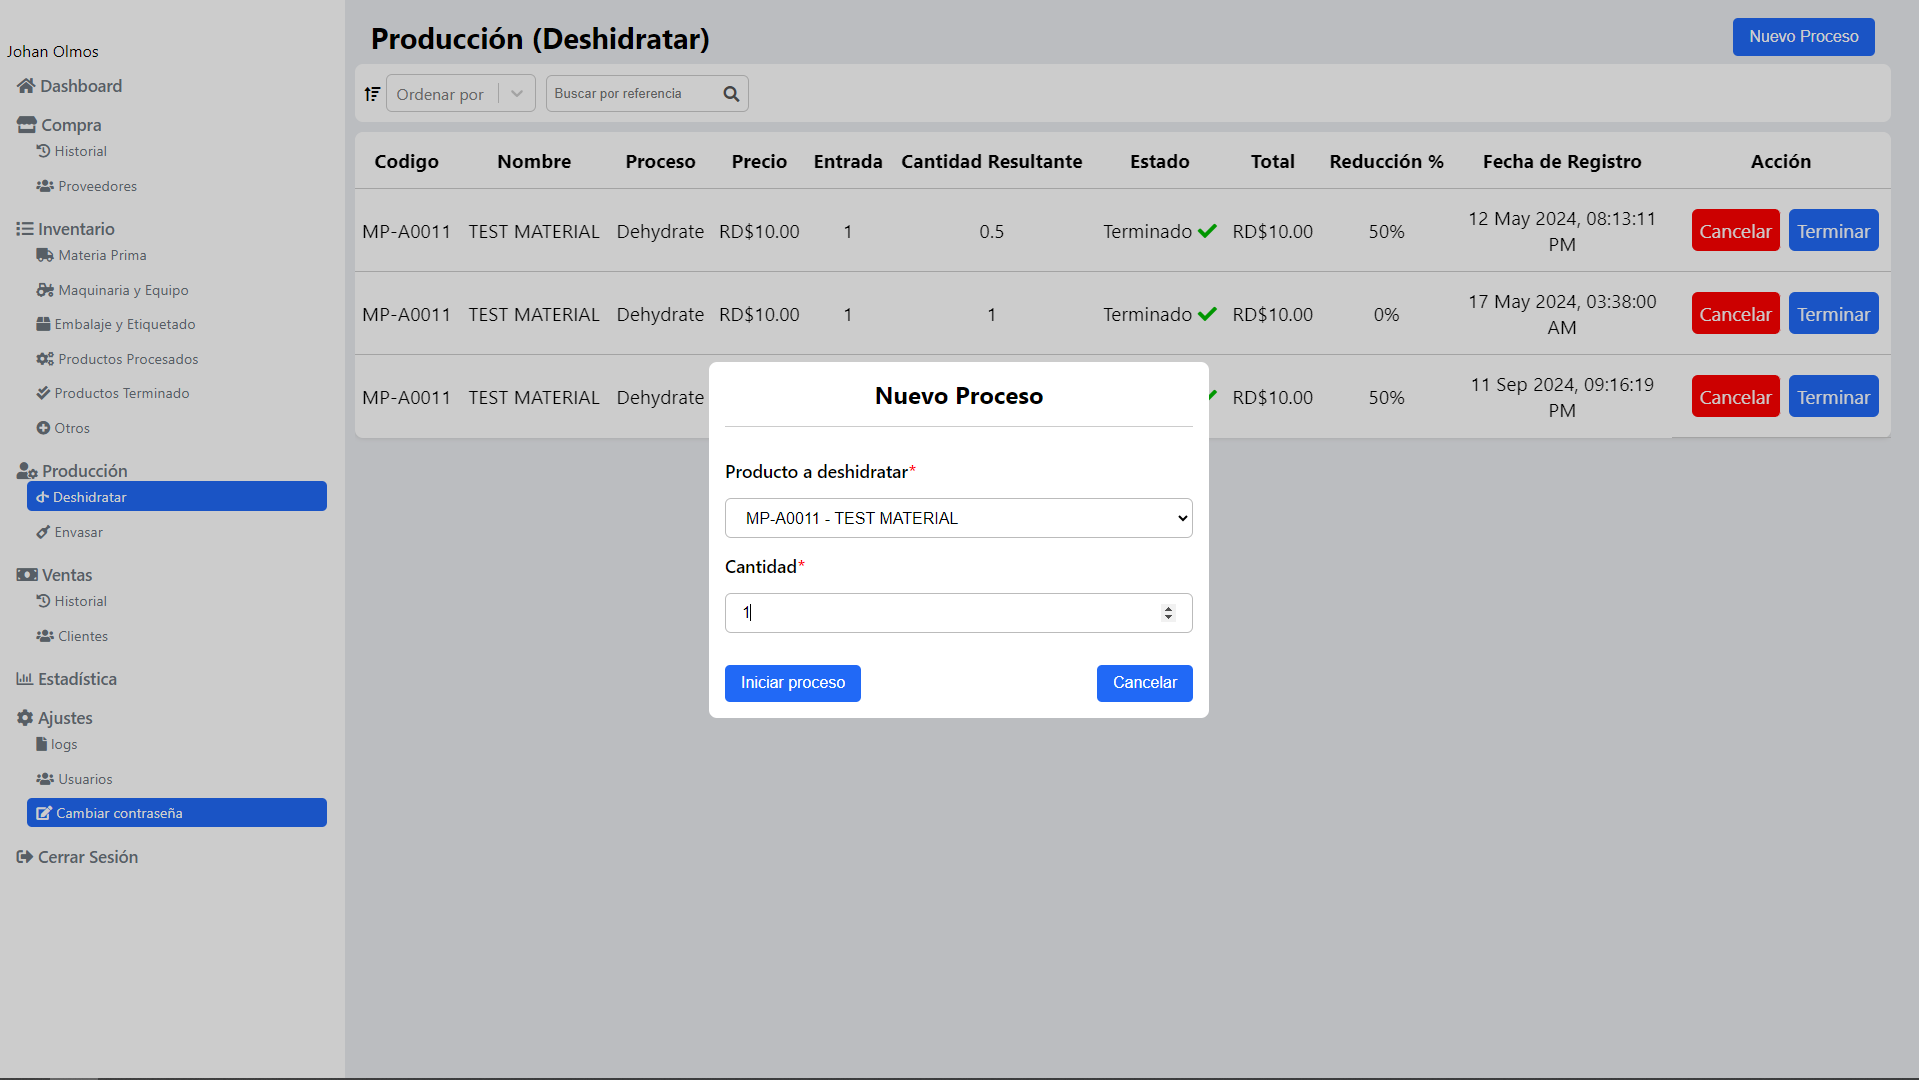 Johan Olmos
Dashboard
Compra
Historial
Proveedores
Inventario
Materia Prima
Maquinaria y Equipo
Embalaje y Etiquetado
Productos Procesados
Productos Terminado
Otros
Producción
Deshidratar
Envasar
Ventas
Historial
Clientes
Estadística
Ajustes
logs
Usuarios
Cambiar contraseña
Cerrar Sesión
Producción (Deshidratar)
Nuevo Proceso
Ordenar por
Buscar por referencia
Codigo Nombre Proceso Precio Entrada Cantidad Resultante Estado Total Reducción % Fecha de Registro Acción
MP-A0011 TEST MATERIAL Dehydrate RD$10.00 1 0.5 Terminado RD$10.00 50% 12 May 2024, 08:13:11 PM Cancelar Terminar
MP-A0011 TEST MATERIAL Dehydrate RD$10.00 1 1 Terminado RD$10.00 0% 17 May 2024, 03:38:00 AM Cancelar Terminar
MP-A0011 TEST MATERIAL Dehydrate RD$10.00 50% 11 Sep 2024, 09:16:19 PM Cancelar Terminar
Nuevo Proceso
Producto a deshidratar*
MP-A0011 - TEST MATERIAL
Cantidad*
1
Iniciar proceso
Cancelar